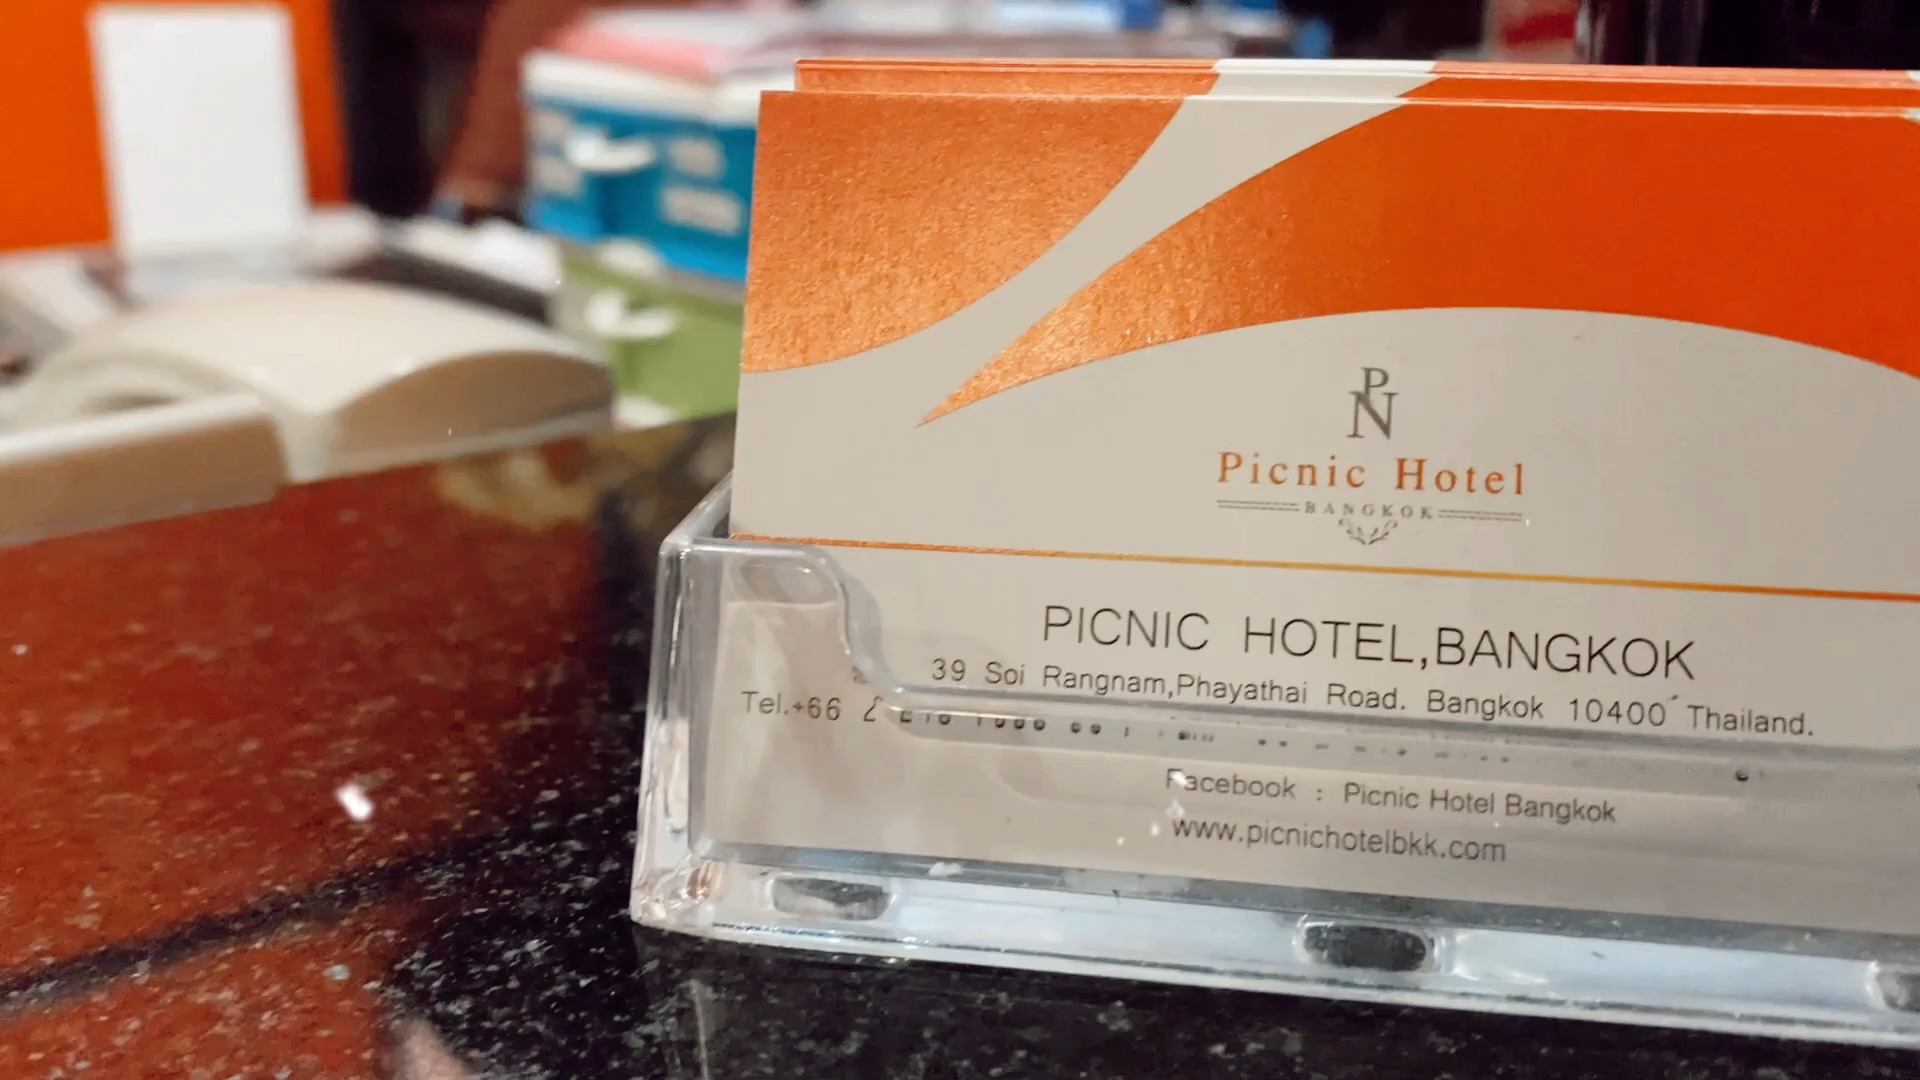 PN
Picnic Hotel
BANGKOK
PICNIC HOTEL,BANGKOK
39 Soi Rangnam,Phayathai Road. Bangkok 10400 Thailand.
Tel.+66 2
Facebook : Picnic Hotel Bangkok
www.picnichotelbkk.com